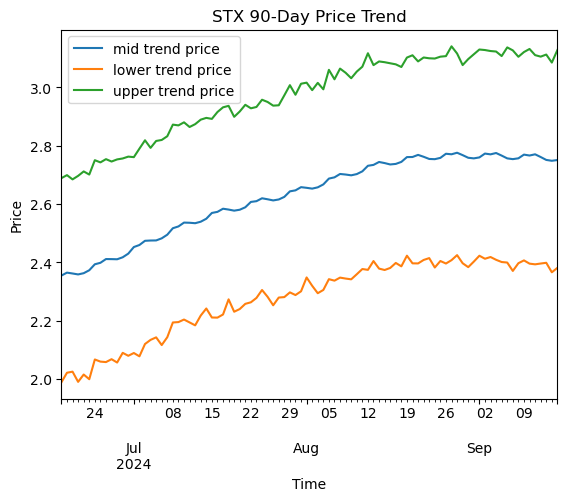 STX 90-Day Price Trend
mid trend price
lower trend price
upper trend price
Price
3.0
2.8
2.6
2.4
2.2
2.0
24 08 15 22 29 05 12 19 26 02 09
Jul Aug Sep
2024
Time